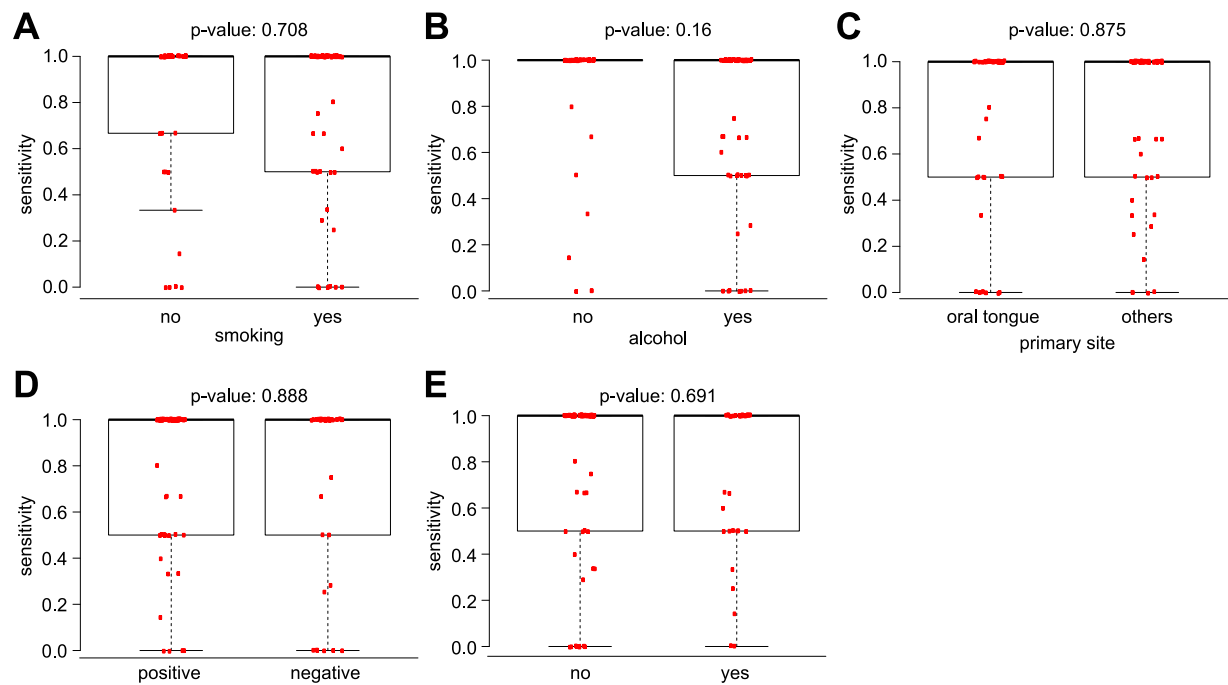 A
p-value: 0.708
1.0
0.8
0.6
0.4
0.2
0.0
sensitivity
no
yes
smoking
B
p-value: 0.16
1.0
0.8
0.6
0.4
0.2
0.0
sensitivity
no
yes
alcohol
C
p-value: 0.875
1.0
0.8
0.6
0.4
0.2
0.0
sensitivity
oral tongue
others
primary site
D
p-value: 0.888
1.0
0.8
0.6
0.4
0.2
0.0
sensitivity
positive
negative
E
p-value: 0.691
1.0
0.8
0.6
0.4
0.2
0.0
sensitivity
no
yes